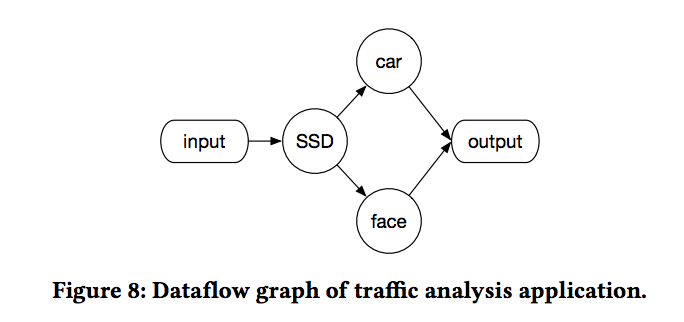 car
input
SSD
output
face
Figure 8: Dataflow graph of traffic analysis application.